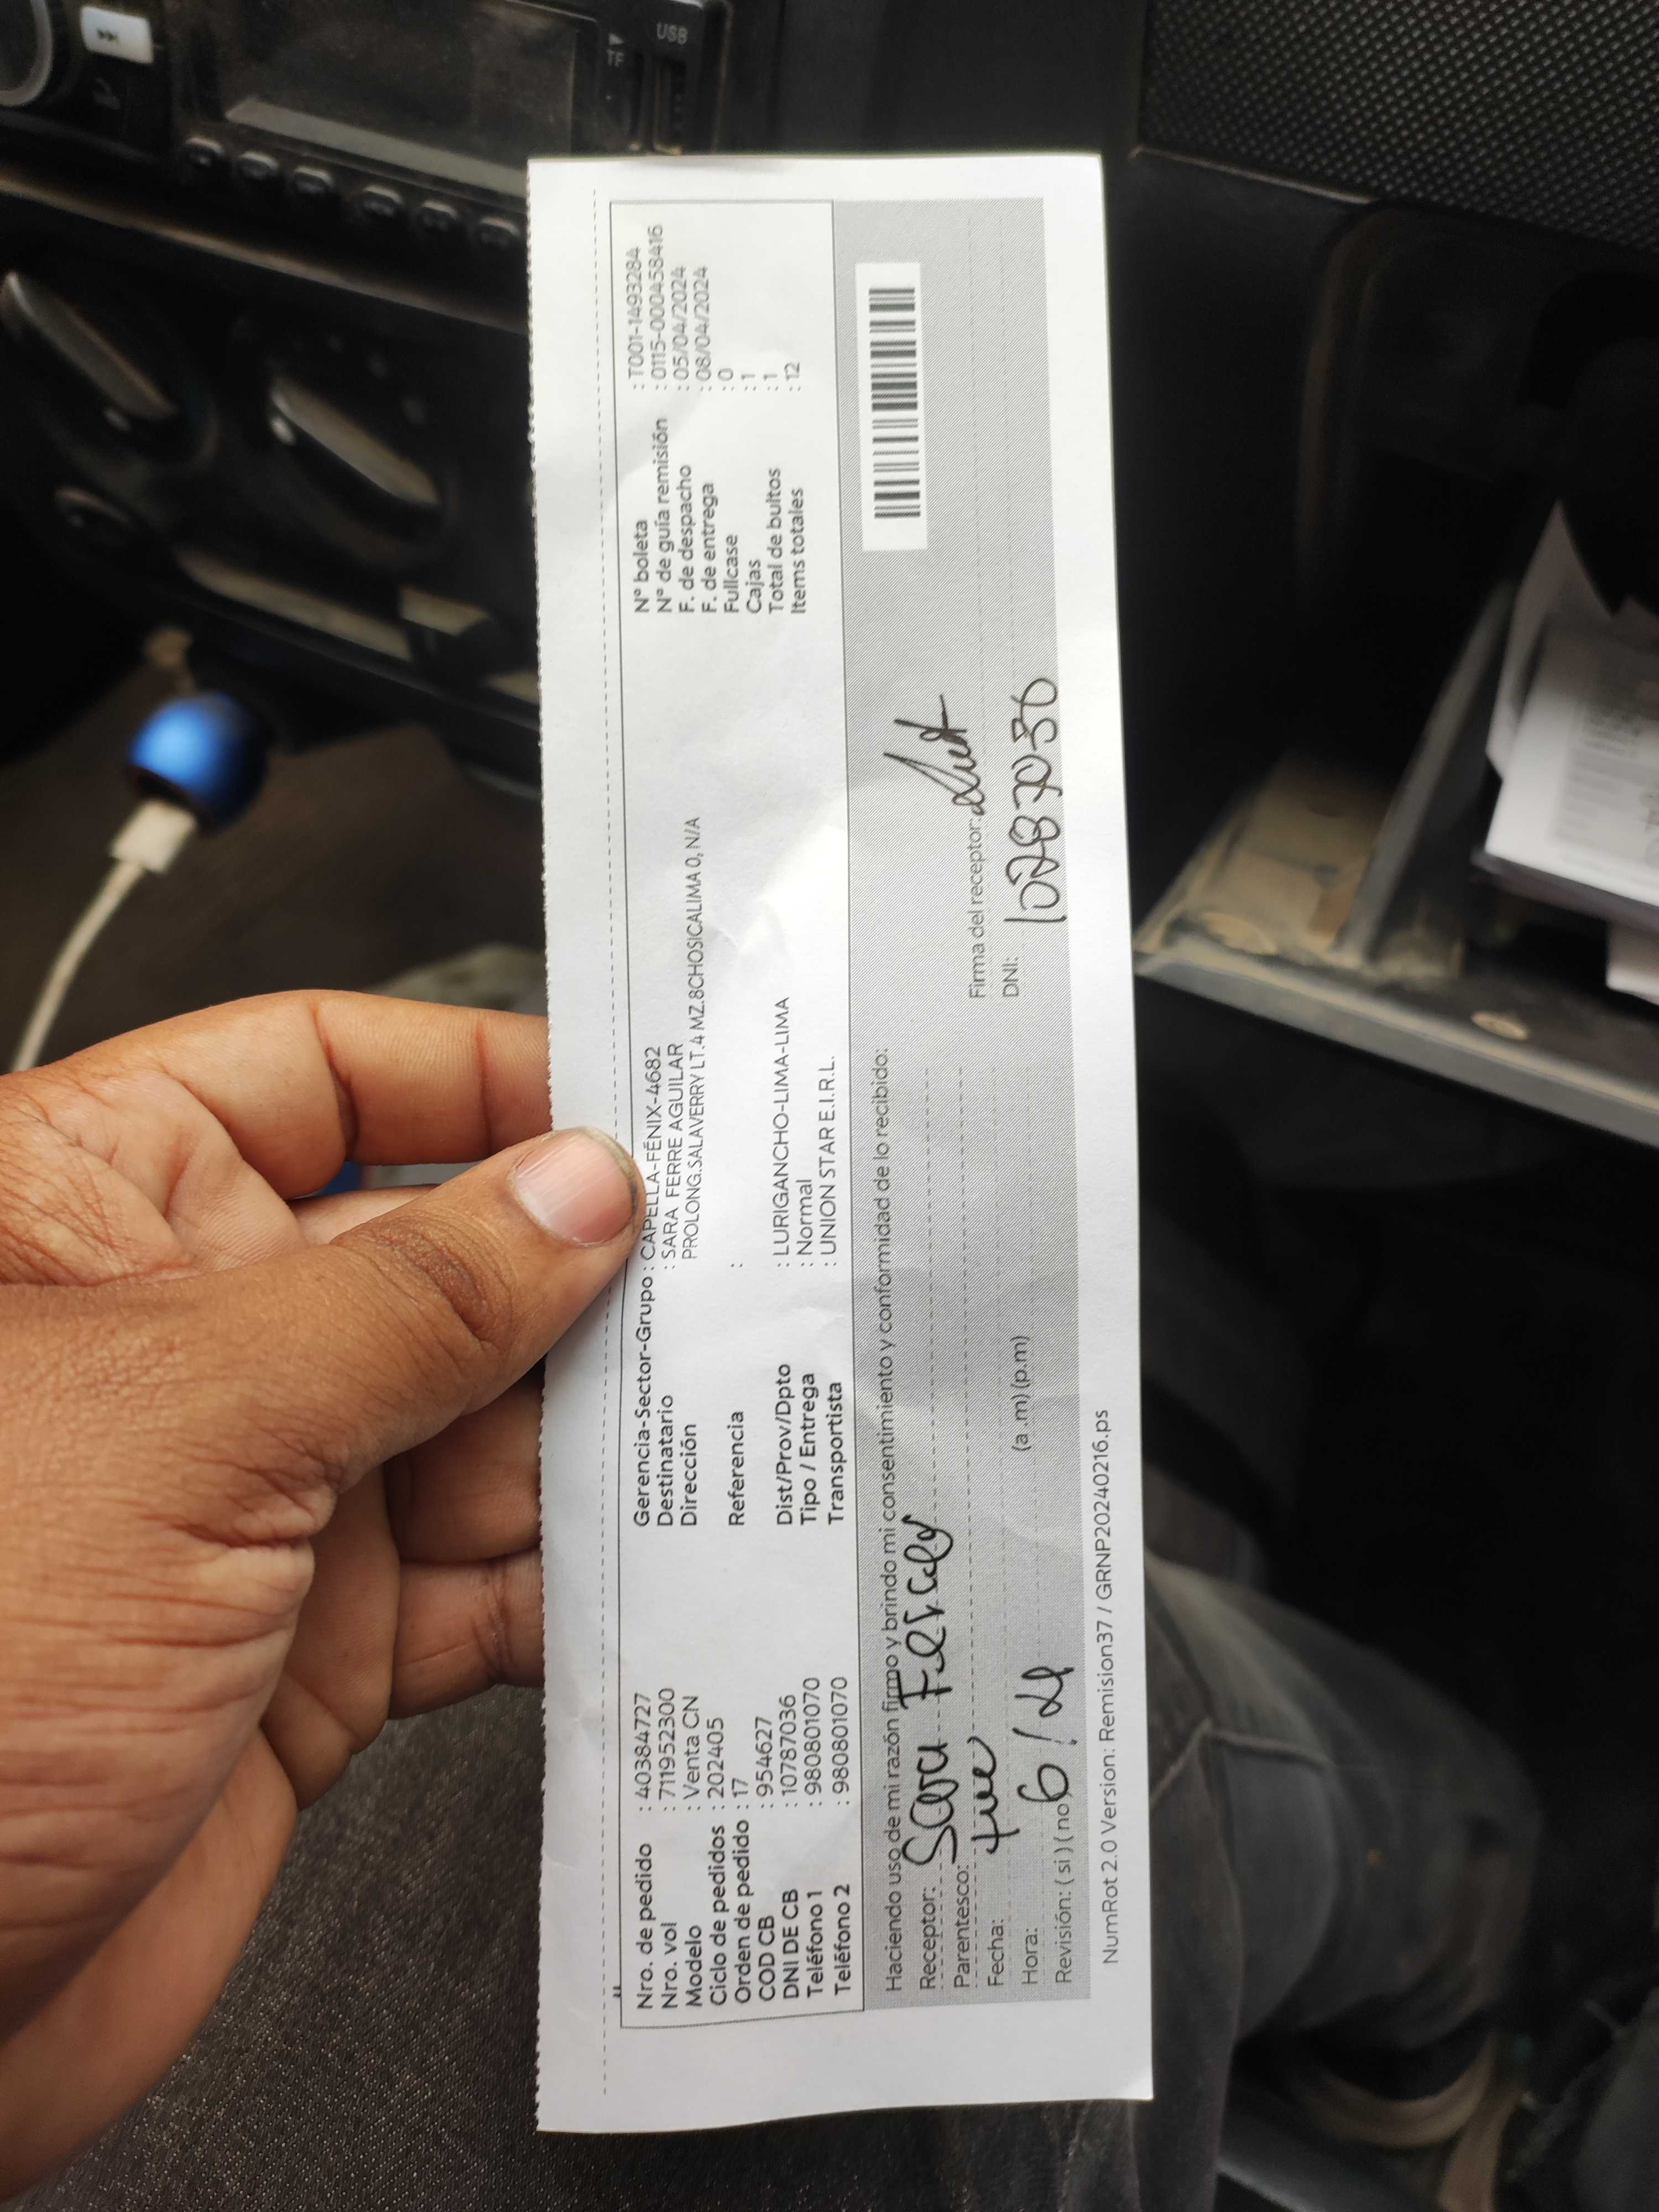 USB
TF
Nro. de pedido : 40384727
Nro. vol : 711952300
Modelo : Venta CN
Ciclo de pedidos : 202405
Orden de pedido : 17
COD CB : 954627
DNI DE CB : 10787036
Teléfono 1 : 980801070
Teléfono 2 : 980801070
Gerencia-Sector-Grupo : CAPELLA-FÉNIX-4682
Destinatario : SARA FERRE AGUILAR
Dirección PROLONG.SALAVERRY LT.4 MZ.8CHOSICALIMA 0, N/A
Referencia :
Dist/Prov/Dpto : LURIGANCHO-LIMA-LIMA
Tipo / Entrega : Normal
Transportista : UNION STAR E.I.R.L.
N° boleta : T001-1493284
N° de guía remisión : 0115-000458416
F. de despacho : 05/04/2024
F. de entrega : 08/04/2024
Fullcase : 0
Cajas : 1
Total de bultos : 1
Items totales : 12
Haciendo uso de mi razón firmo y brindo mi consentimiento y conformidad de lo recibido:
Receptor: Sara
Parentesco:
Fecha: 6/
Hora: (a .m) (p.m)
Revisión: ( si ) ( no )
Firma del receptor:
DNI:
NumRot 2.0 Version: Remision37 / GRNP20240216.ps